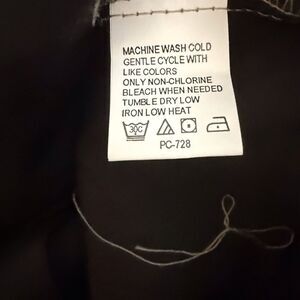 MACHINE WASH COLD
GENTLE CYCLE WITH
LIKE COLORS
ONLY NON-CHLORINE
BLEACH WHEN NEEDED
TUMBLE DRY LOW
IRON LOW HEAT
30C
PC-728